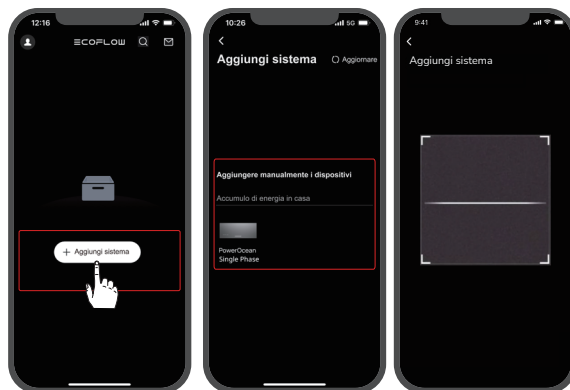 12:16
ECOFLOW
+ Aggiungi sistema
10:26
5G
Aggiungi sistema
Aggiornare
Aggiungere manualmente i dispositivi
Accumulo di energia in casa
PowerOcean
Single Phase
9:41
Aggiungi sistema